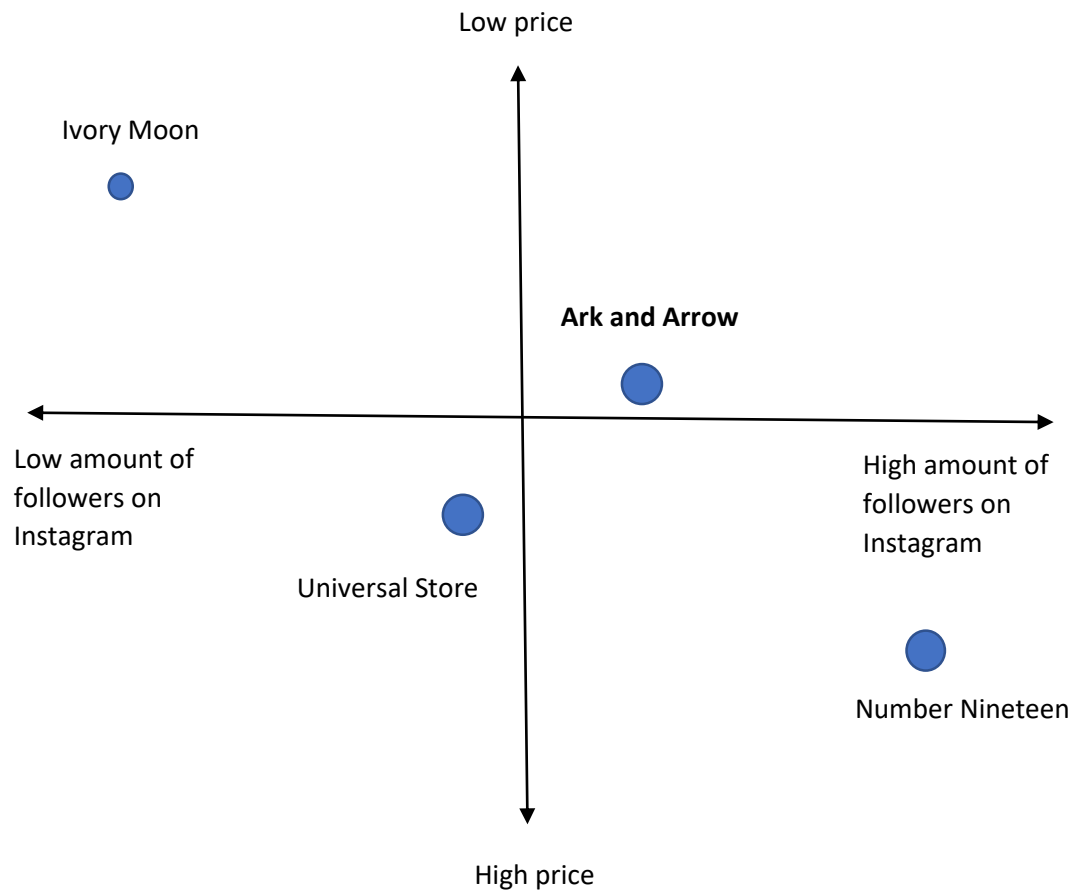 Low price
Ivory Moon
Ark and Arrow
Low amount of
followers on
Instagram
High amount of
followers on
Instagram
Universal Store
Number Nineteen
High price